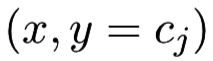 (x, y = c_j)